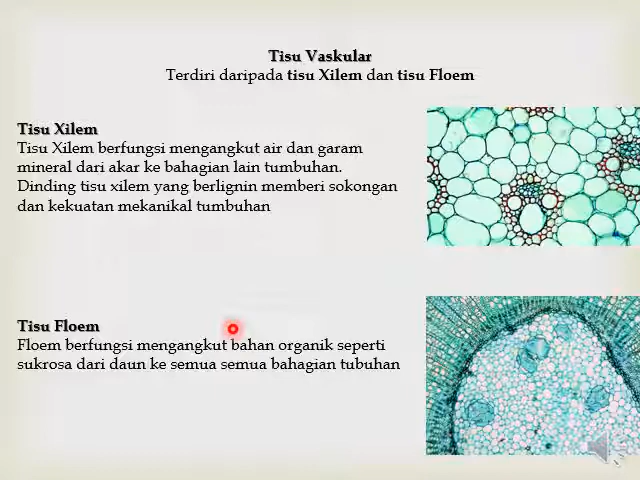 Tisu Vaskular
Terdiri daripada tisu Xilem dan tisu Floem
Tisu Xilem
Tisu Xilem berfungsi mengangkut air dan garam
mineral dari akar ke bahagian lain tumbuhan.
Dinding tisu xilem yang berlignin memberi sokongan
dan kekuatan mekanikal tumbuhan
Tisu Floem
Floem berfungsi mengangkut bahan organik seperti
sukrosa dari daun ke semua semua bahagian tubuhan